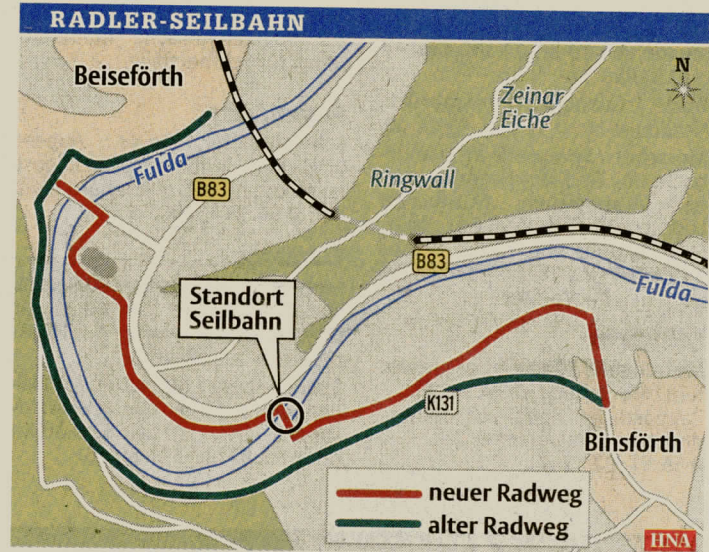 RADLER-SEILBAHN
N
Beiseförth
Zeinar
Eiche
Fulda
Ringwall
B83
B83
Standort
Seilbahn
Fulda
K131
Binsförth
neuer Radweg
alter Radweg
HNA